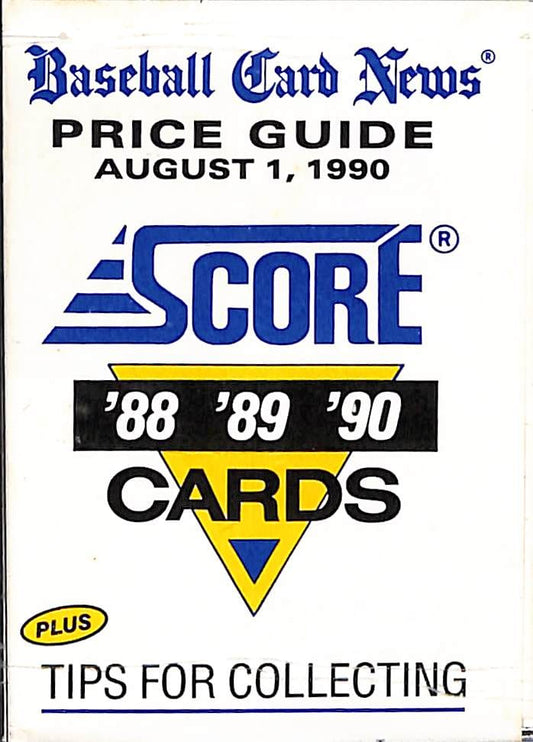 Baseball Card News®
PRICE GUIDE
AUGUST 1, 1990
SCORE®
'88 '89 '90
CARDS
PLUS
TIPS FOR COLLECTING